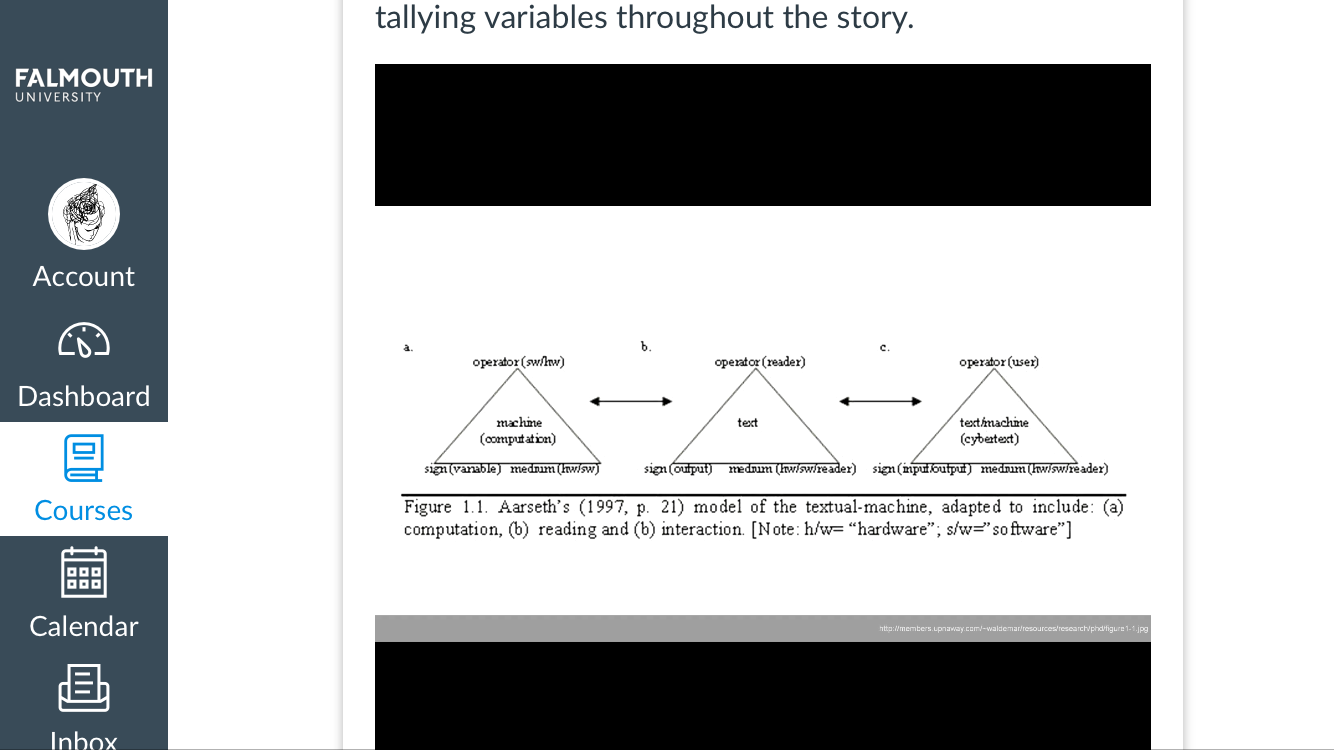 tallying variables throughout the story.
FALMOUTH
UNIVERSITY
Account
Dashboard
Courses
Calendar
Inbox
a.
operator (sw/hw)
machine
(computation)
sign (variable) medium (hw/sw)
b.
operator (reader)
text
sign (output) medium (hw/sw/reader)
c.
operator (user)
text/machine
(cybertext)
sign (input/output) medium (hw/sw/reader)
Figure 1.1. Aarseth's (1997, p. 21) model of the textual-machine, adapted to include: (a)
computation, (b) reading and (b) interaction. [Note: h/w= “hardware”; s/w=”software”]
http://members.upnaway.com/~waldemar/resources/research/phd/figure1-1.jpg